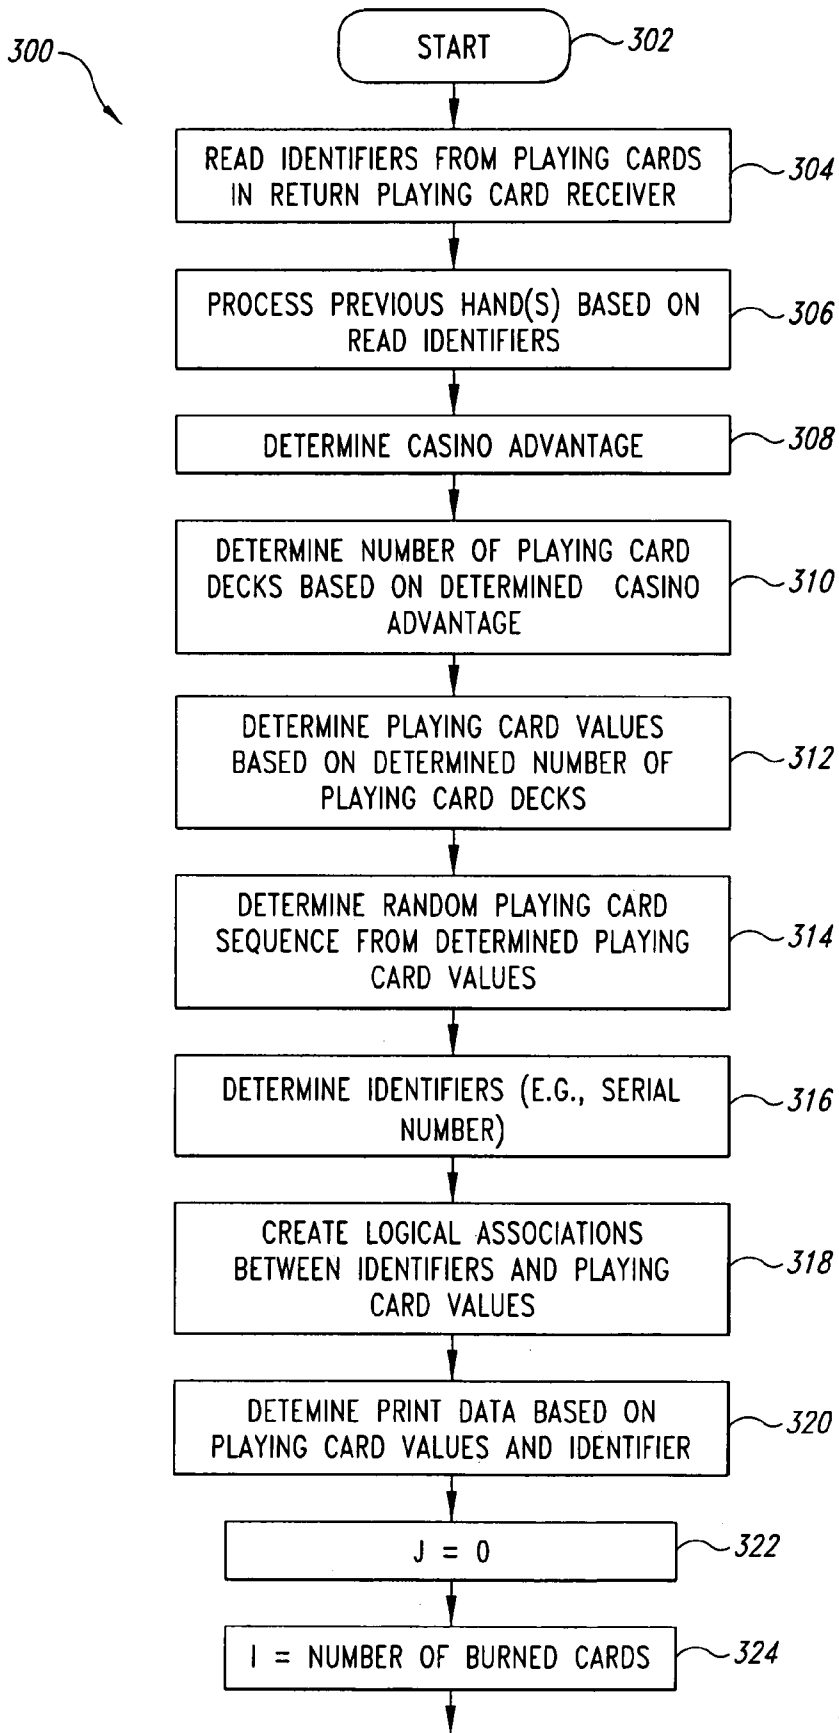 300
START
302
READ IDENTIFIERS FROM PLAYING CARDS
IN RETURN PLAYING CARD RECEIVER
304
PROCESS PREVIOUS HAND(S) BASED ON
READ IDENTIFIERS
306
DETERMINE CASINO ADVANTAGE
308
DETERMINE NUMBER OF PLAYING CARD
DECKS BASED ON DETERMINED CASINO
ADVANTAGE
310
DETERMINE PLAYING CARD VALUES
BASED ON DETERMINED NUMBER OF
PLAYING CARD DECKS
312
DETERMINE RANDOM PLAYING CARD
SEQUENCE FROM DETERMINED PLAYING
CARD VALUES
314
DETERMINE IDENTIFIERS (E.G., SERIAL
NUMBER)
316
CREATE LOGICAL ASSOCIATIONS
BETWEEN IDENTIFIERS AND PLAYING
CARD VALUES
318
DETEMINE PRINT DATA BASED ON
PLAYING CARD VALUES AND IDENTIFIER
320
J = 0
322
I = NUMBER OF BURNED CARDS
324